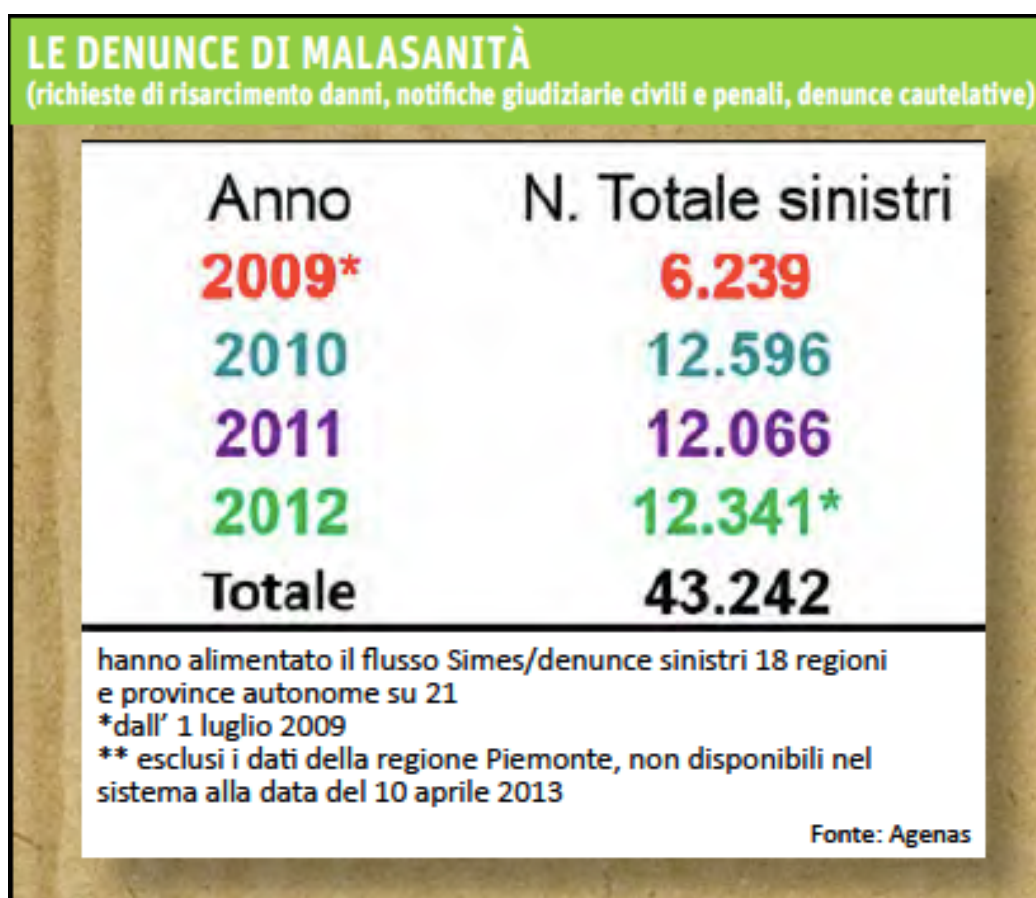 LE DENUNCE DI MALASANITÀ
(richieste di risarcimento danni, notifiche giudiziarie civili e penali, denunce cautelative)
Anno N. Totale sinistri
2009* 6.239
2010 12.596
2011 12.066
2012 12.341*
Totale 43.242
hanno alimentato il flusso Simes/denunce sinistri 18 regioni
e province autonome su 21
*dall' 1 luglio 2009
** esclusi i dati della regione Piemonte, non disponibili nel
sistema alla data del 10 aprile 2013
Fonte: Agenas